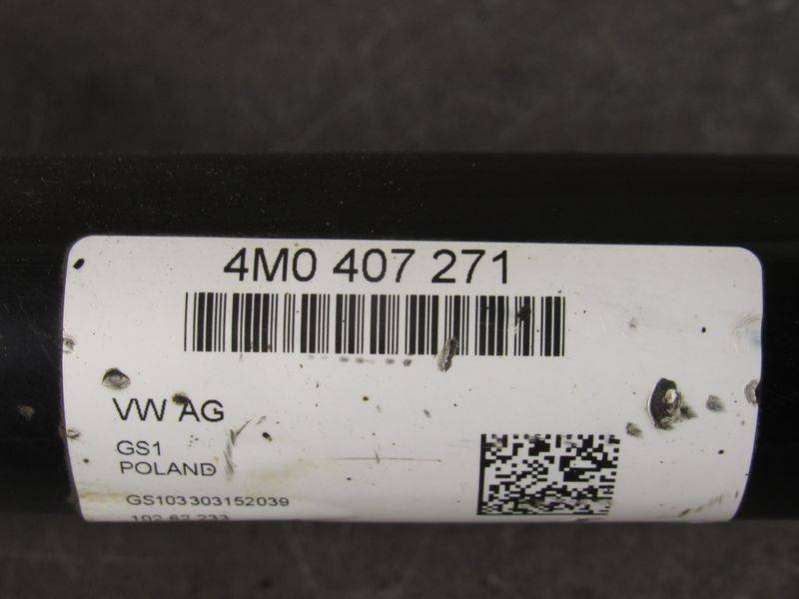 4M0 407 271
VW AG
GS1
POLAND
GS103303152039